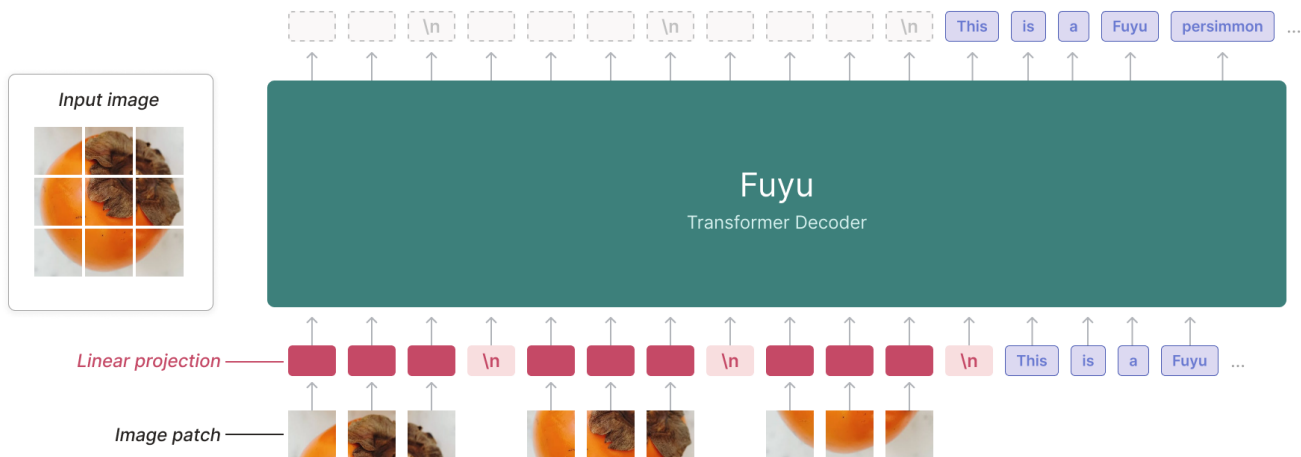 \n \n \n This is a Fuyu persimmon ...
Input image
Fuyu
Transformer Decoder
Linear projection \n \n \n This is a Fuyu ...
Image patch